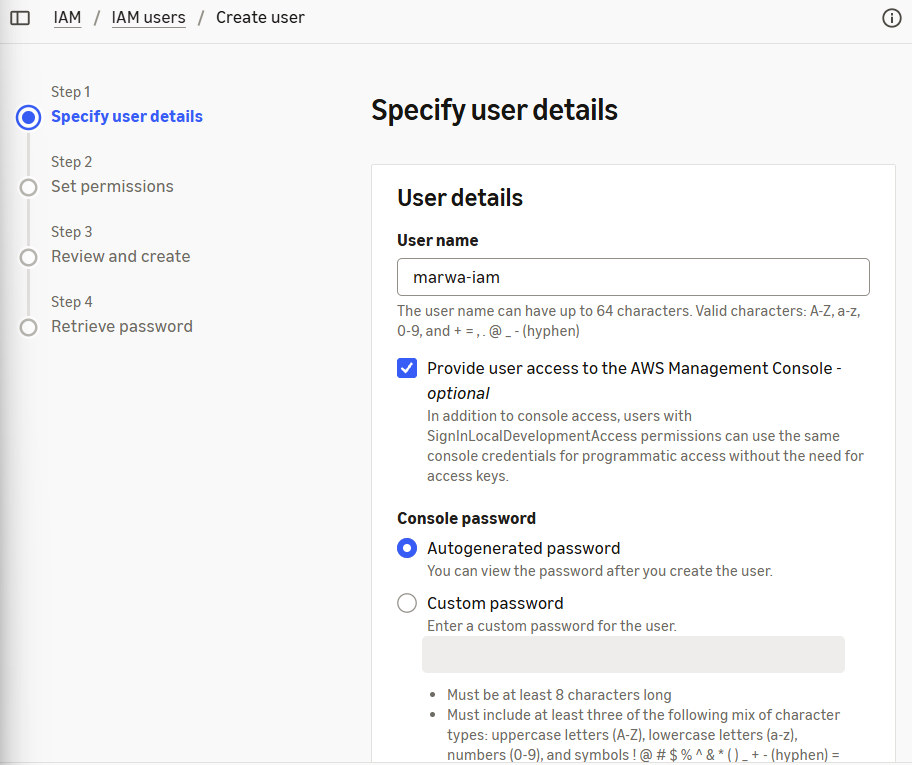 IAM / IAM users / Create user
Step 1
Specify user details
Step 2
Set permissions
Step 3
Review and create
Step 4
Retrieve password
Specify user details
User details
User name
marwa-iam
The user name can have up to 64 characters. Valid characters: A-Z, a-z,
0-9, and + = , . @ _ - (hyphen)
Provide user access to the AWS Management Console -
optional
In addition to console access, users with
SignInLocalDevelopmentAccess permissions can use the same
console credentials for programmatic access without the need for
access keys.
Console password
Autogenerated password
You can view the password after you create the user.
Custom password
Enter a custom password for the user.
• Must be at least 8 characters long
• Must include at least three of the following mix of character
types: uppercase letters (A-Z), lowercase letters (a-z),
numbers (0-9), and symbols ! @ # $ % ^ & * ( ) _ + - (hyphen) =